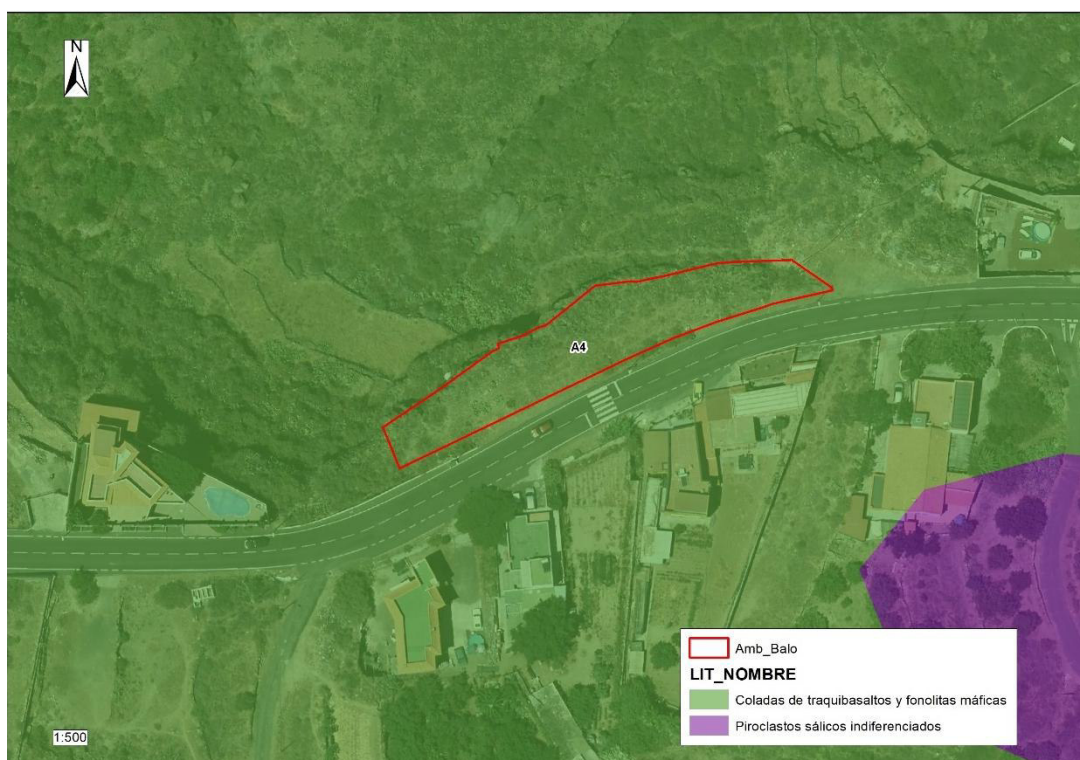 N
A4
Amb_Balo
LIT_NOMBRE
Coladas de traquibasaltos y fonolitas máficas
Piroclastos sálicos indiferenciados
1:500